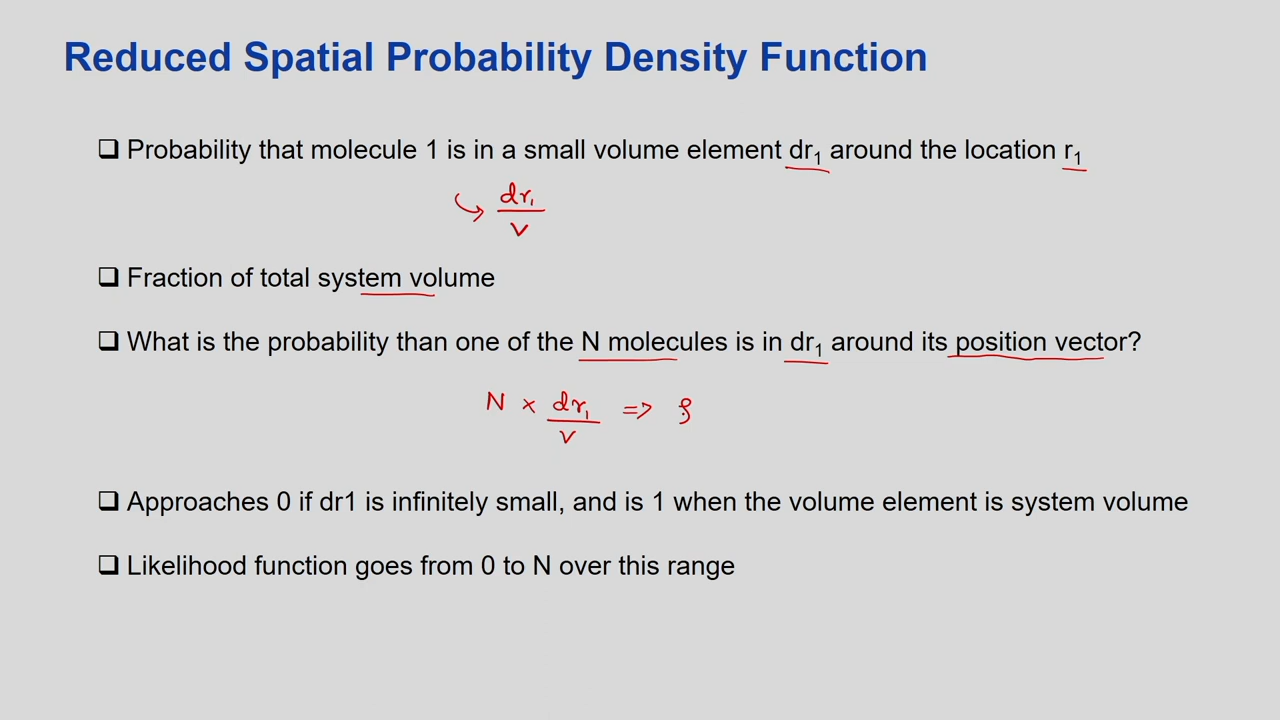 Reduced Spatial Probability Density Function
❑ Probability that molecule 1 is in a small volume element dr₁ around the location r₁
↳ dr₁
V
❑ Fraction of total system volume
❑ What is the probability than one of the N molecules is in dr₁ around its position vector?
N × dr₁ => ρ
V
❑ Approaches 0 if dr1 is infinitely small, and is 1 when the volume element is system volume
❑ Likelihood function goes from 0 to N over this range